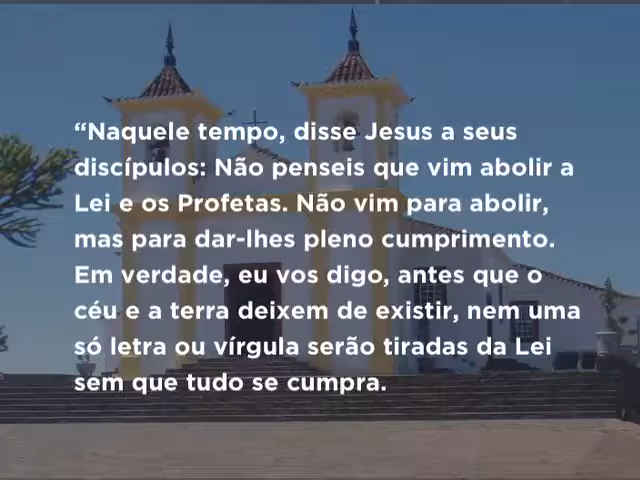 “Naquele tempo, disse Jesus a seus
discípulos: Não penseis que vim abolir a
Lei e os Profetas. Não vim para abolir,
mas para dar-lhes pleno cumprimento.
Em verdade, eu vos digo, antes que o
céu e a terra deixem de existir, nem uma
só letra ou vírgula serão tiradas da Lei
sem que tudo se cumpra.